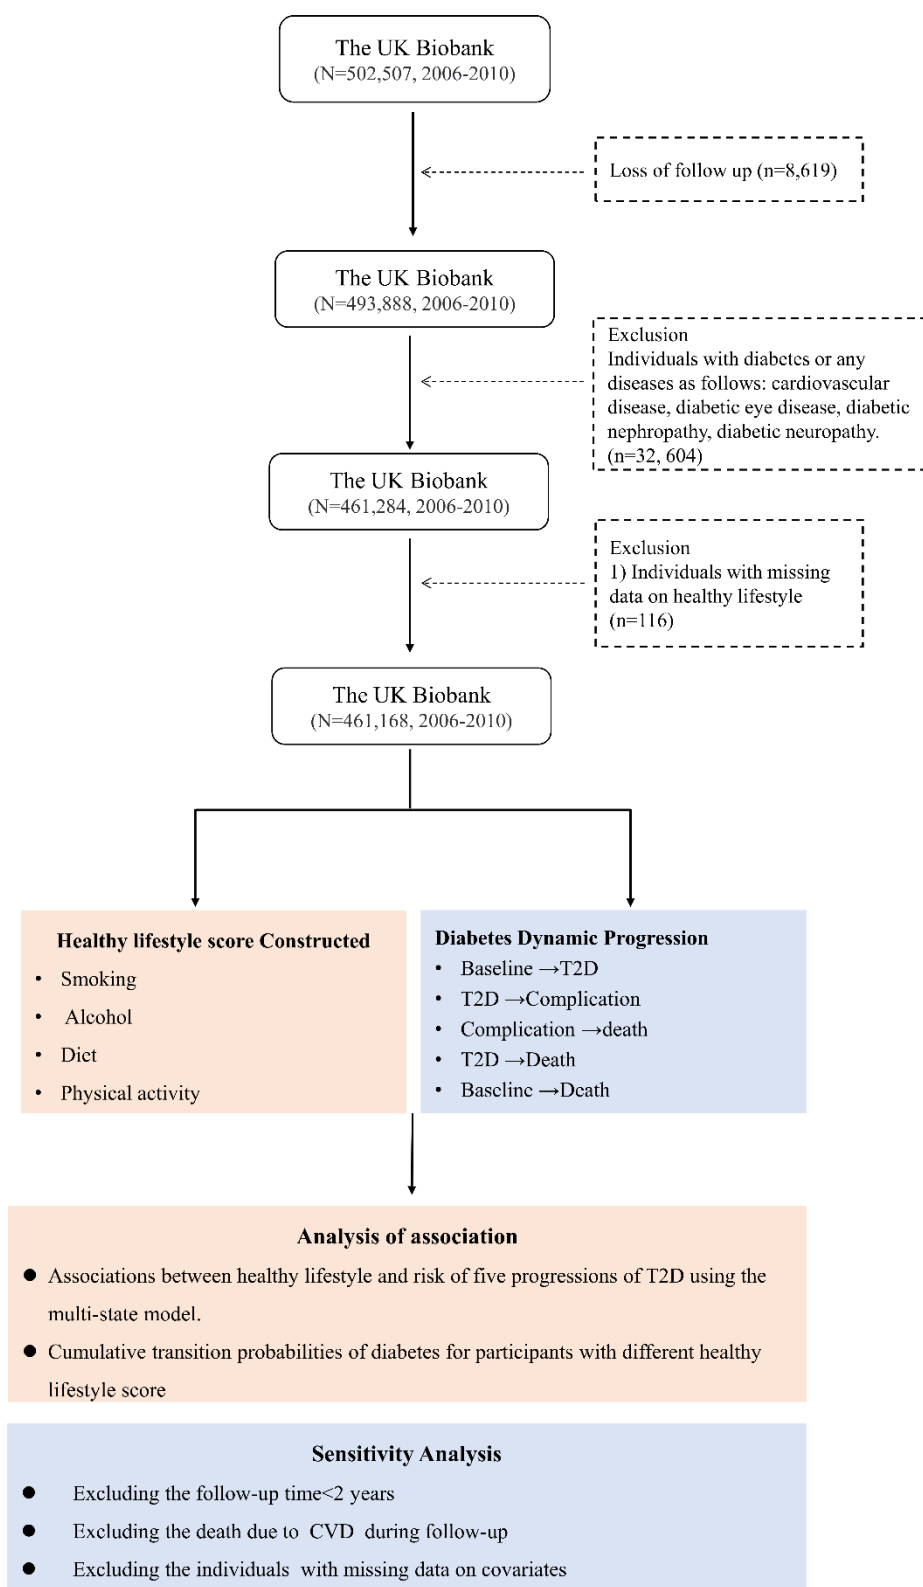 The UK Biobank
(N=502,507, 2006-2010)
Loss of follow up (n=8,619)
The UK Biobank
(N=493,888, 2006-2010)
Exclusion
Individuals with diabetes or any
diseases as follows: cardiovascular
disease, diabetic eye disease, diabetic
nephropathy, diabetic neuropathy.
(n=32, 604)
The UK Biobank
(N=461,284, 2006-2010)
Exclusion
1) Individuals with missing
data on healthy lifestyle
(n=116)
The UK Biobank
(N=461,168, 2006-2010)
Healthy lifestyle score Constructed
• Smoking
• Alcohol
• Diet
• Physical activity
Diabetes Dynamic Progression
• Baseline →T2D
• T2D →Complication
• Complication →death
• T2D →Death
• Baseline →Death
Analysis of association
● Associations between healthy lifestyle and risk of five progressions of T2D using the
multi-state model.
● Cumulative transition probabilities of diabetes for participants with different healthy
lifestyle score
Sensitivity Analysis
● Excluding the follow-up time<2 years
● Excluding the death due to CVD during follow-up
● Excluding the individuals with missing data on covariates